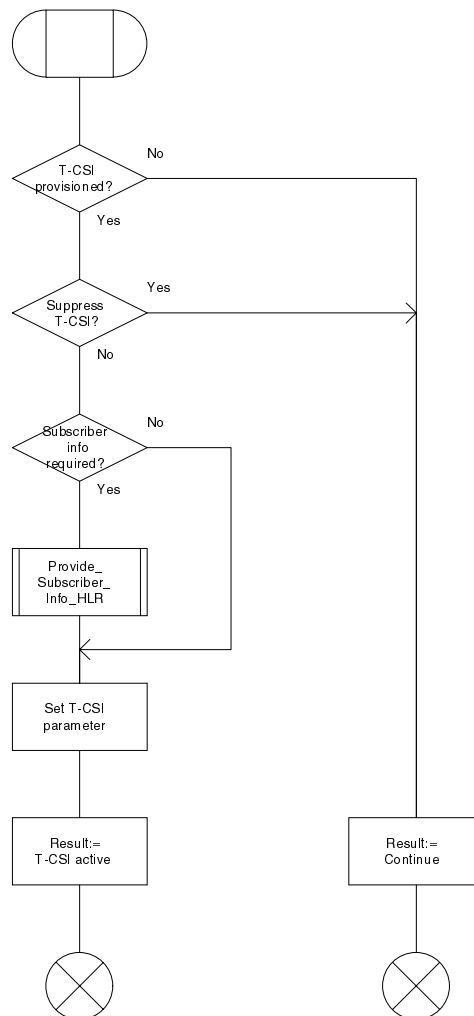 No
T-CSI
provisioned?
Yes
Yes
Suppress
T-CSI?
No
No
Subscriber
info
required?
Yes
Provide_
Subscriber_
Info_HLR
Set T-CSI
parameter
Result:=
T-CSI active
Result:=
Continue